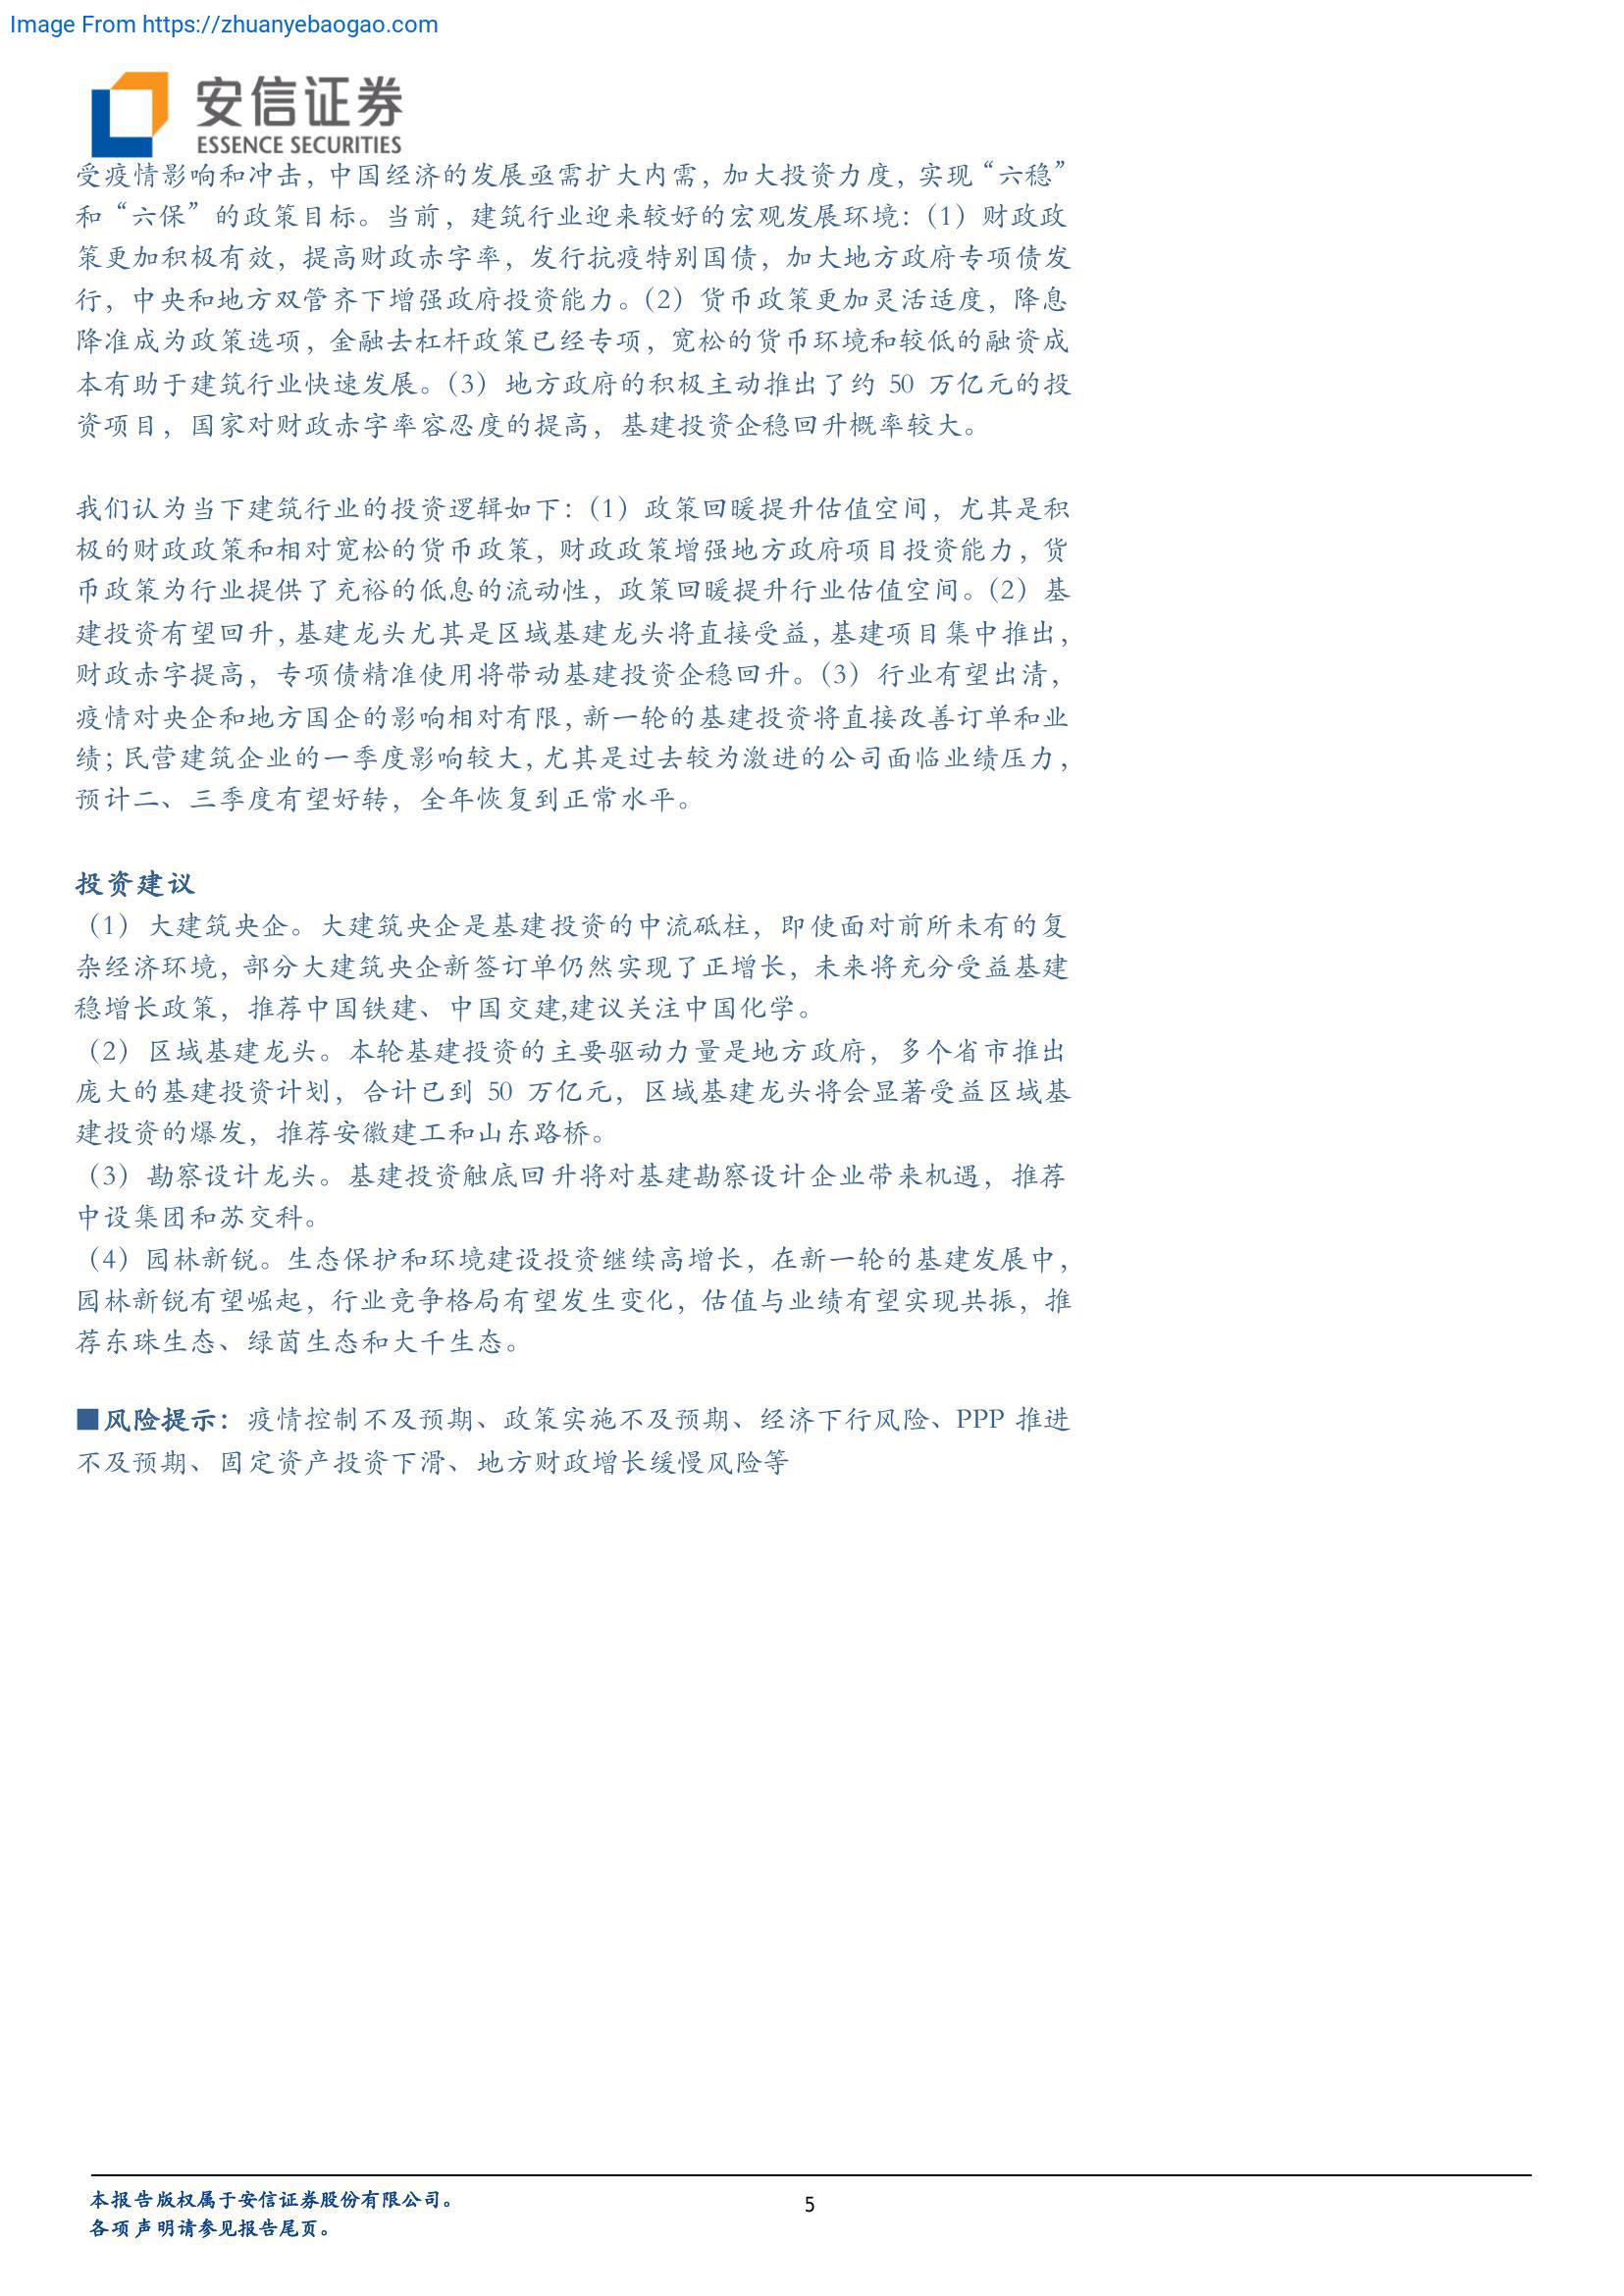 Image From https://zhuanyebaogao.com
安信证券
ESSENCE SECURITIES
受疫情影响和冲击，中国经济的发展亟需扩大内需，加大投资力度，实现“六稳”
和“六保”的政策目标。当前，建筑行业迎来较好的宏观发展环境：（1）财政政
策更加积极有效，提高财政赤字率，发行抗疫特别国债，加大地方政府专项债发
行，中央和地方双管齐下增强政府投资能力。（2）货币政策更加灵活适度，降息
降准成为政策选项，金融去杠杆政策已经专项，宽松的货币环境和较低的融资成
本有助于建筑行业快速发展。（3）地方政府的积极主动推出了约 50 万亿元的投
资项目，国家对财政赤字率容忍度的提高，基建投资企稳回升概率较大。
我们认为当下建筑行业的投资逻辑如下：（1）政策回暖提升估值空间，尤其是积
极的财政政策和相对宽松的货币政策，财政政策增强地方政府项目投资能力，货
币政策为行业提供了充裕的低息的流动性，政策回暖提升行业估值空间。（2）基
建投资有望回升，基建龙头尤其是区域基建龙头将直接受益，基建项目集中推出，
财政赤字提高，专项债精准使用将带动基建投资企稳回升。（3）行业有望出清，
疫情对央企和地方国企的影响相对有限，新一轮的基建投资将直接改善订单和业
绩；民营建筑企业的一季度影响较大，尤其是过去较为激进的公司面临业绩压力，
预计二、三季度有望好转，全年恢复到正常水平。
投资建议
（1）大建筑央企。大建筑央企是基建投资的中流砥柱，即使面对前所未有的复
杂经济环境，部分大建筑央企新签订单仍然实现了正增长，未来将充分受益基建
稳增长政策，推荐中国铁建、中国交建,建议关注中国化学。
（2）区域基建龙头。本轮基建投资的主要驱动力量是地方政府，多个省市推出
庞大的基建投资计划，合计已到 50 万亿元，区域基建龙头将会显著受益区域基
建投资的爆发，推荐安徽建工和山东路桥。
（3）勘察设计龙头。基建投资触底回升将对基建勘察设计企业带来机遇，推荐
中设集团和苏交科。
（4）园林新锐。生态保护和环境建设投资继续高增长，在新一轮的基建发展中，
园林新锐有望崛起，行业竞争格局有望发生变化，估值与业绩有望实现共振，推
荐东珠生态、绿茵生态和大千生态。
■风险提示：疫情控制不及预期、政策实施不及预期、经济下行风险、PPP 推进
不及预期、固定资产投资下滑、地方财政增长缓慢风险等
本报告版权属于安信证券股份有限公司。
5
各项声明请参见报告尾页。